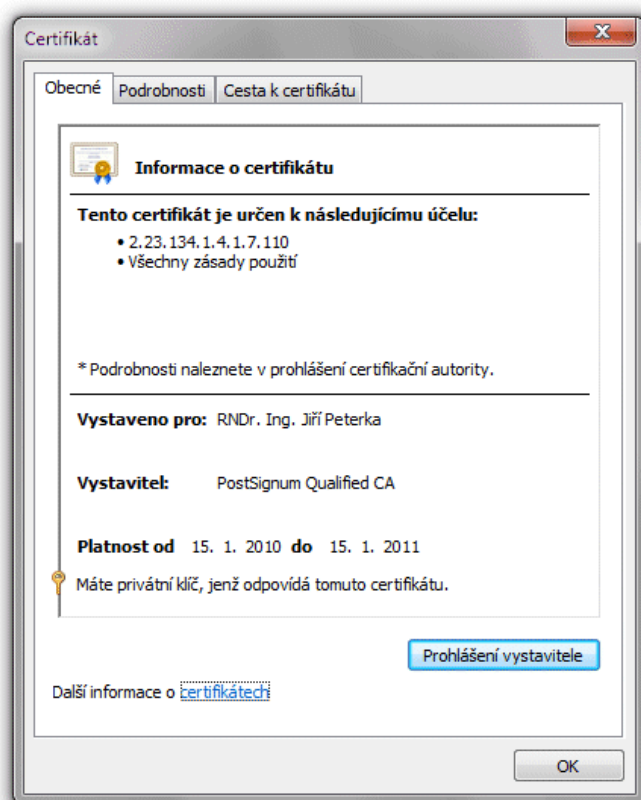 Certifikát
Obecné Podrobnosti Cesta k certifikátu
Informace o certifikátu
Tento certifikát je určen k následujícímu účelu:
• 2.23.134.1.4.1.7.110
• Všechny zásady použití
* Podrobnosti naleznete v prohlášení certifikační autority.
Vystaveno pro: RNDr. Ing. Jiří Peterka
Vystavitel: PostSignum Qualified CA
Platnost od 15. 1. 2010 do 15. 1. 2011
Máte privátní klíč, jenž odpovídá tomuto certifikátu.
Prohlášení vystavitele
Další informace o certifikátech
OK